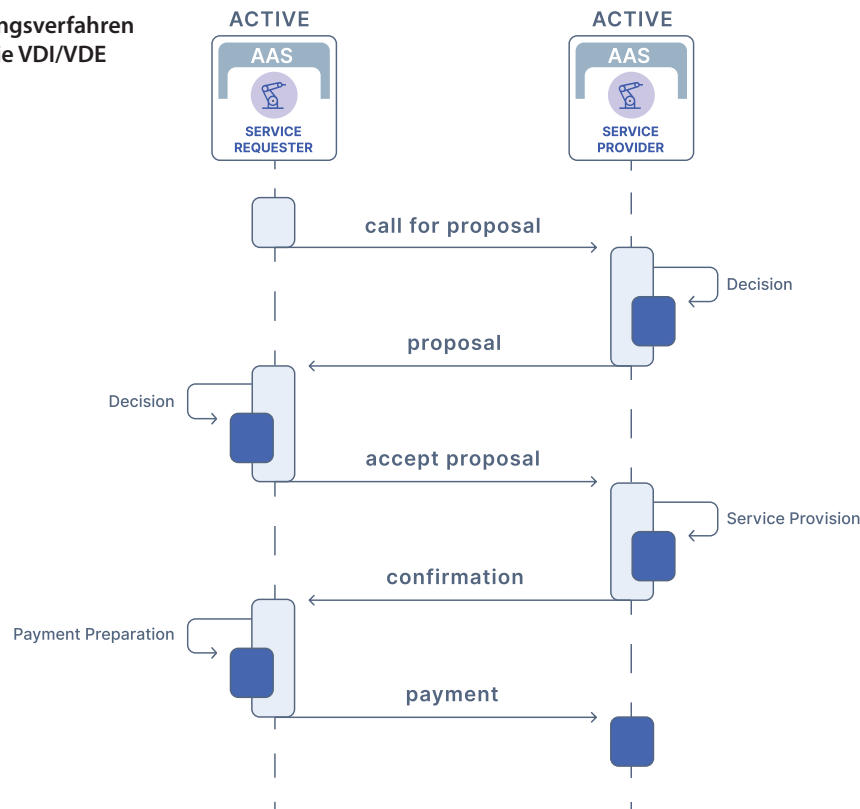 ngsverfahren
ie VDI/VDE
ACTIVE
ACTIVE
AAS
AAS
SERVICE
REQUESTER
SERVICE
PROVIDER
call for proposal
Decision
proposal
Decision
accept proposal
Service Provision
confirmation
Payment Preparation
payment